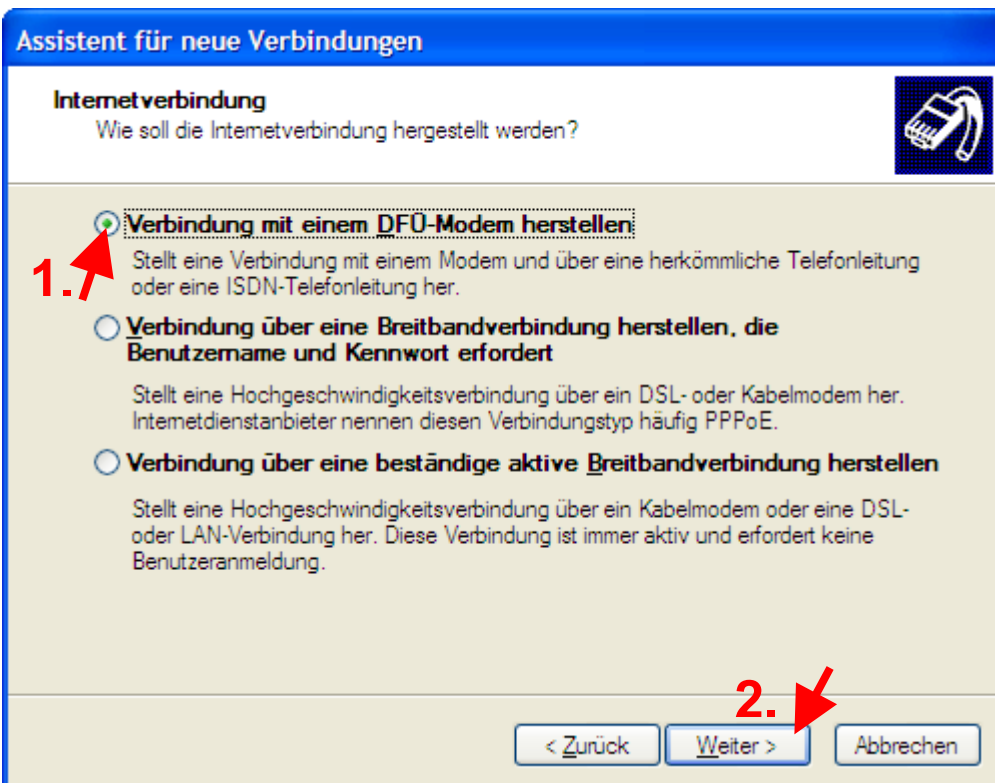 Assistent für neue Verbindungen
Internetverbindung
Wie soll die Internetverbindung hergestellt werden?
Verbindung mit einem DFÜ-Modem herstellen
1.
Stellt eine Verbindung mit einem Modem und über eine herkömmliche Telefonleitung
oder eine ISDN-Telefonleitung her.
Verbindung über eine Breitbandverbindung herstellen, die
Benutzername und Kennwort erfordert
Stellt eine Hochgeschwindigkeitsverbindung über ein DSL- oder Kabelmodem her.
Internetdienstanbieter nennen diesen Verbindungstyp häufig PPPoE.
Verbindung über eine beständige aktive Breitbandverbindung herstellen
Stellt eine Hochgeschwindigkeitsverbindung über ein Kabelmodem oder eine DSL-
oder LAN-Verbindung her. Diese Verbindung ist immer aktiv und erfordert keine
Benutzeranmeldung.
2.
< Zurück Weiter > Abbrechen